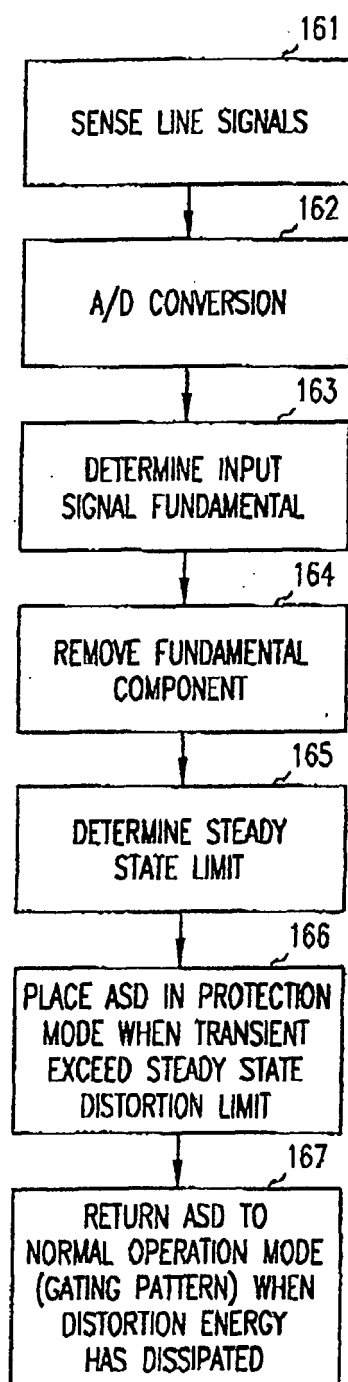 161
SENSE LINE SIGNALS
162
A/D CONVERSION
163
DETERMINE INPUT
SIGNAL FUNDAMENTAL
164
REMOVE FUNDAMENTAL
COMPONENT
165
DETERMINE STEADY
STATE LIMIT
166
PLACE ASD IN PROTECTION
MODE WHEN TRANSIENT
EXCEED STEADY STATE
DISTORTION LIMIT
167
RETURN ASD TO
NORMAL OPERATION MODE
(GATING PATTERN) WHEN
DISTORTION ENERGY
HAS DISSIPATED